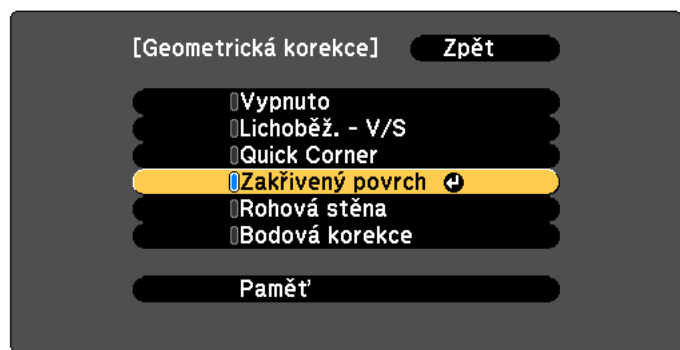 [Geometrická korekce] Zpět
Vypnuto
Lichoběž. - V/S
Quick Corner
Zakřivený povrch
Rohová stěna
Bodová korekce
Paměť